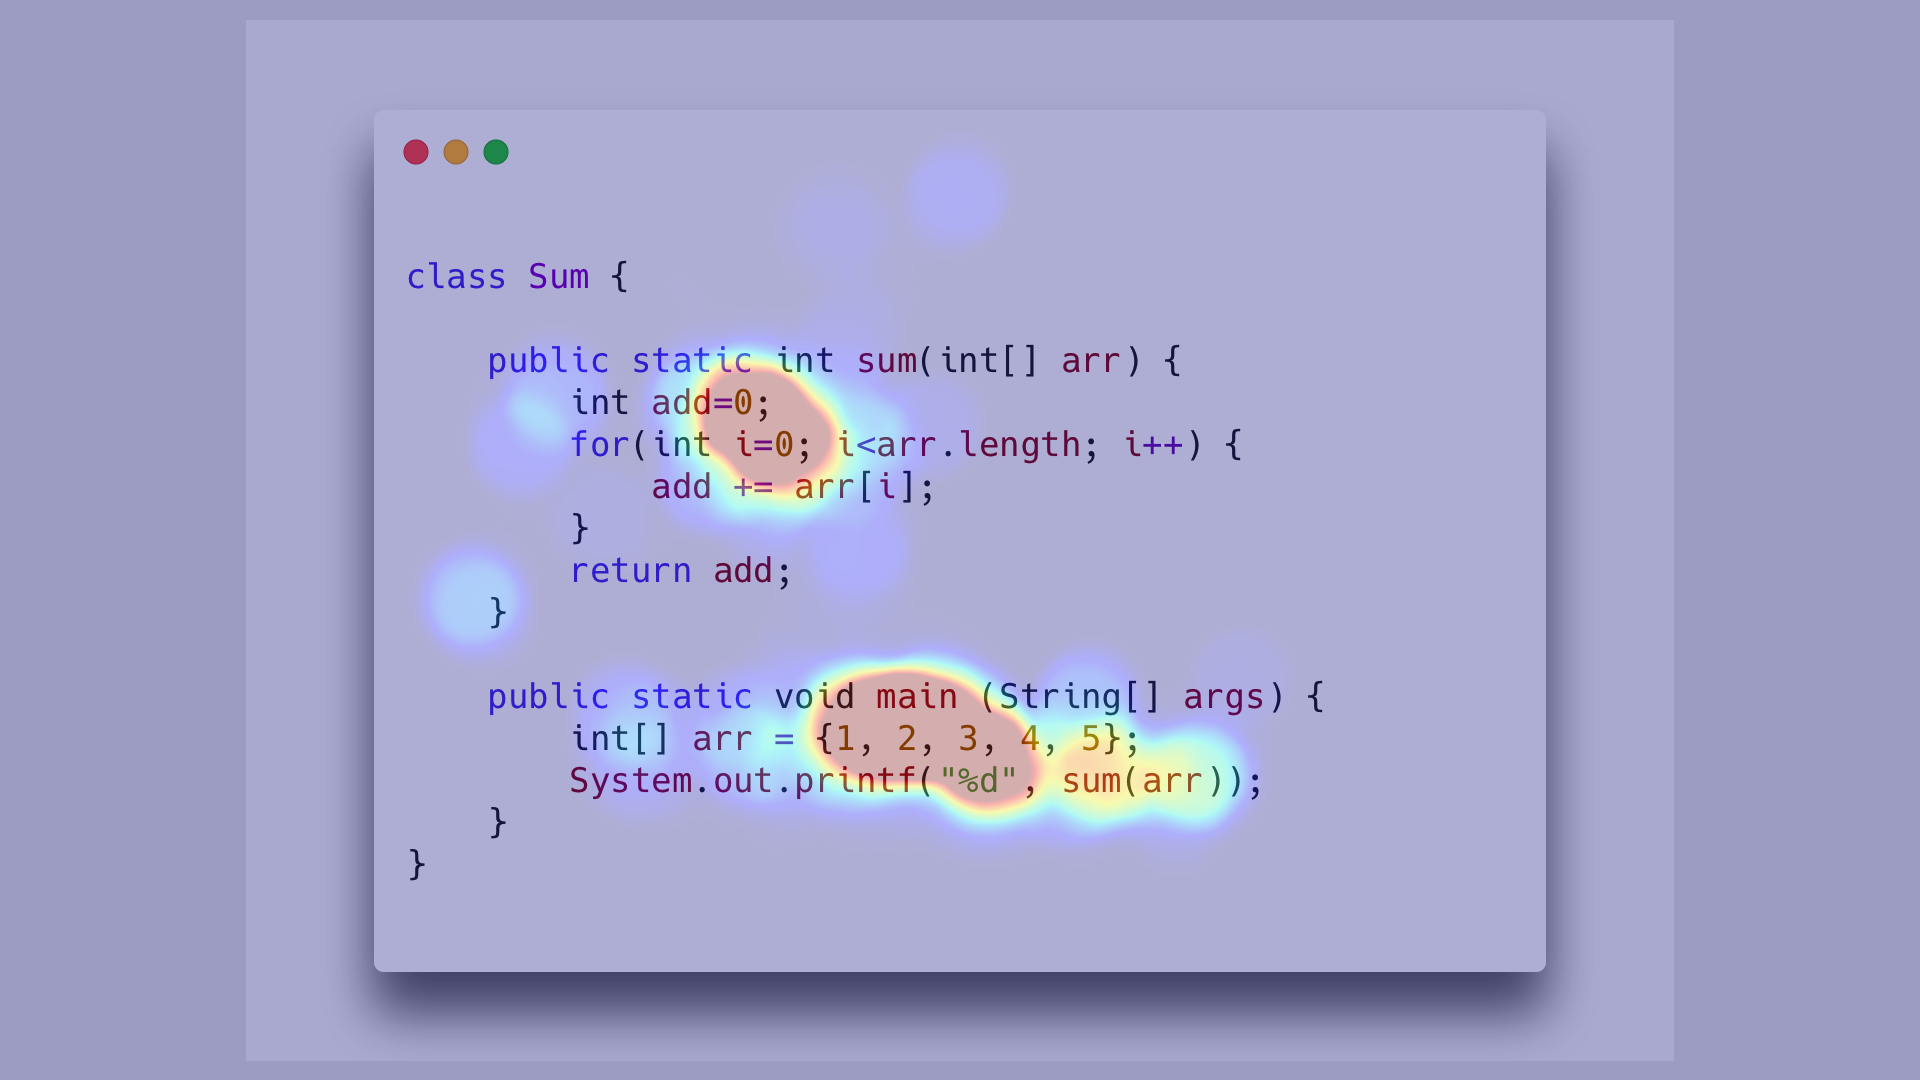 class Sum {
public static int sum(int[] arr) {
int add=0;
for(int i=0; i<arr.length; i++) {
add += arr[i];
}
return add;
}
public static void main (String[] args) {
int[] arr = {1, 2, 3, 4, 5};
System.out.printf("%d", sum(arr));
}
}